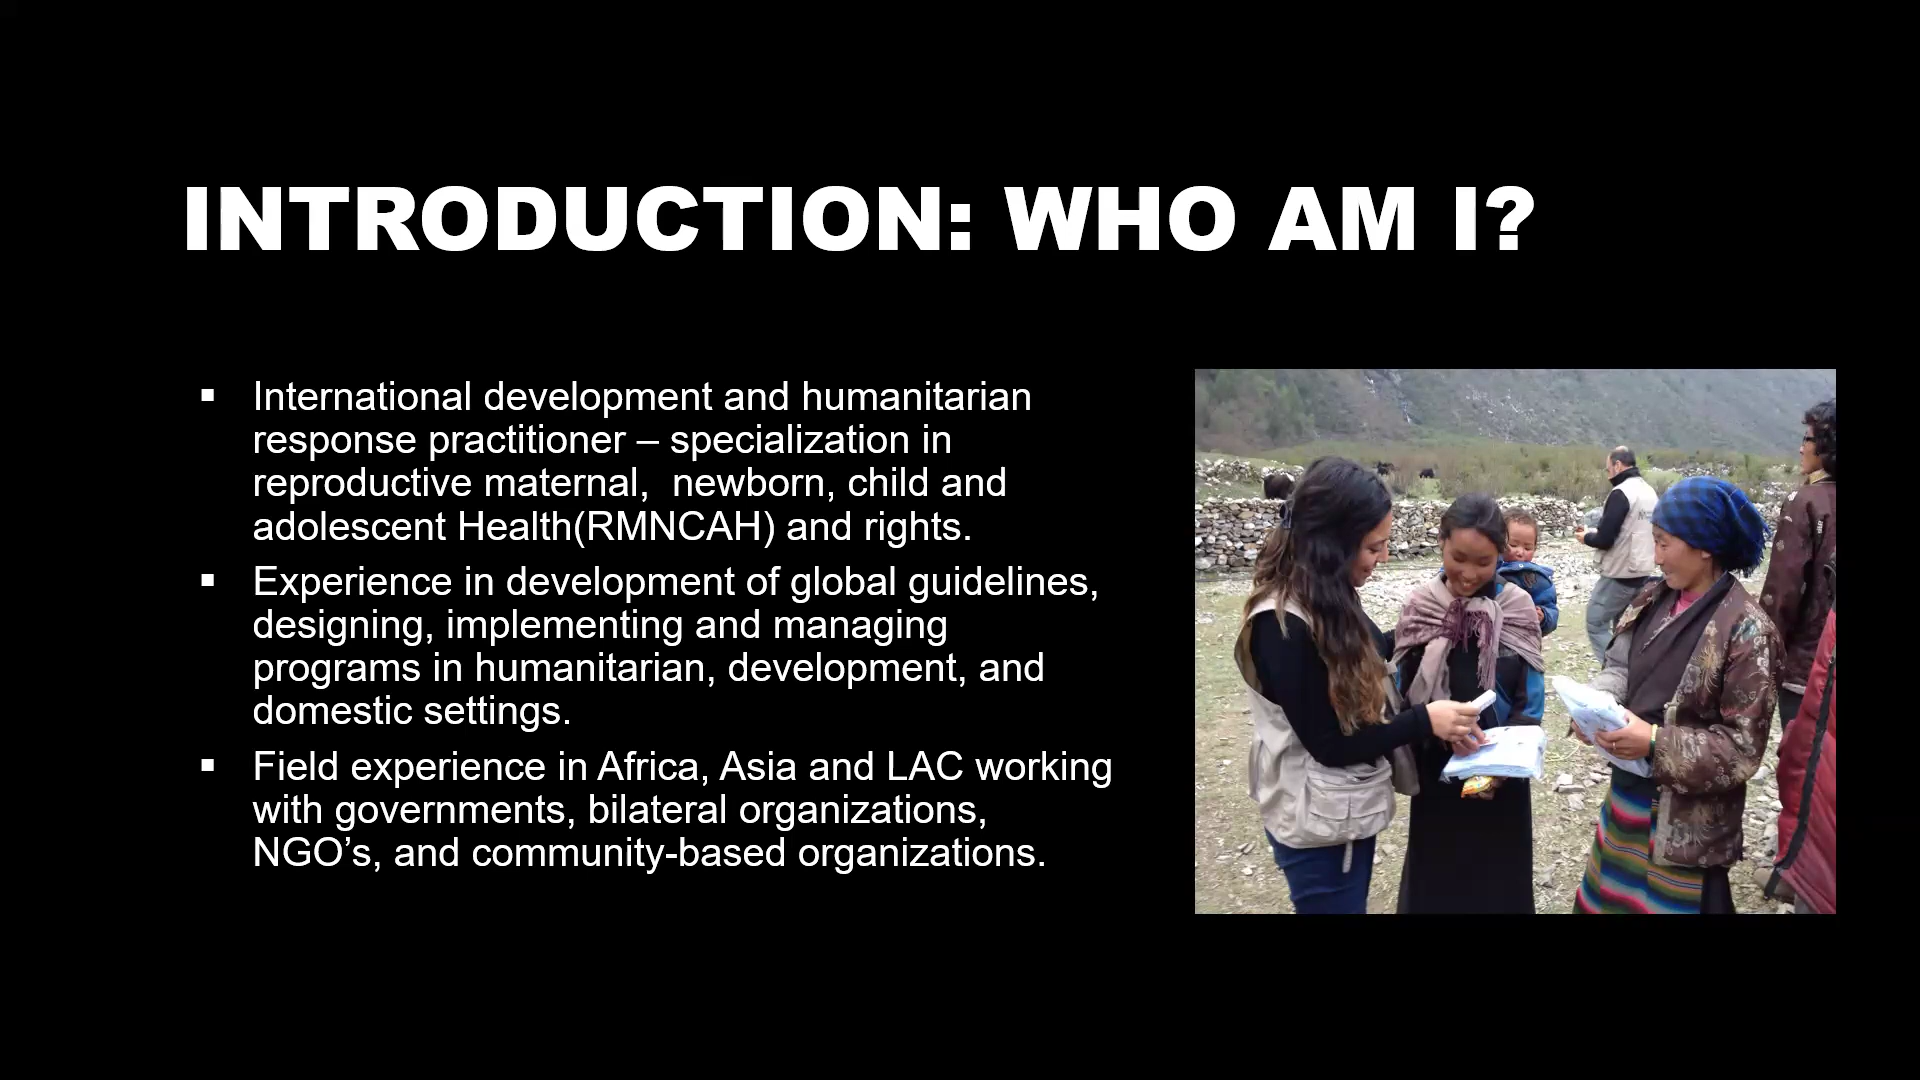 INTRODUCTION: WHO AM I?
▪ International development and humanitarian
response practitioner – specialization in
reproductive maternal,  newborn, child and
adolescent Health(RMNCAH) and rights.
▪ Experience in development of global guidelines,
designing, implementing and managing
programs in humanitarian, development, and
domestic settings.
▪ Field experience in Africa, Asia and LAC working
with governments, bilateral organizations,
NGO’s, and community-based organizations.